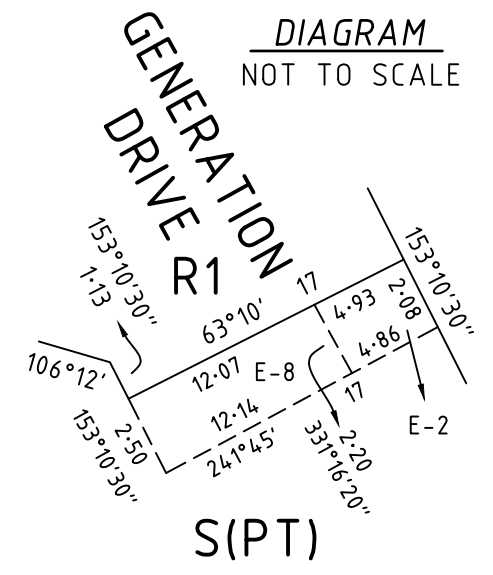 DIAGRAM
NOT TO SCALE
GENERATION
DRIVE
R1
153°10'30"
1·13
106°12'
63°10'
17
12·07
E-8
4·93
2·08
153°10'30"
4·86
17
E-2
2·50
153°10'30"
12·14
241°45'
2·20
331°16'20"
S(PT)